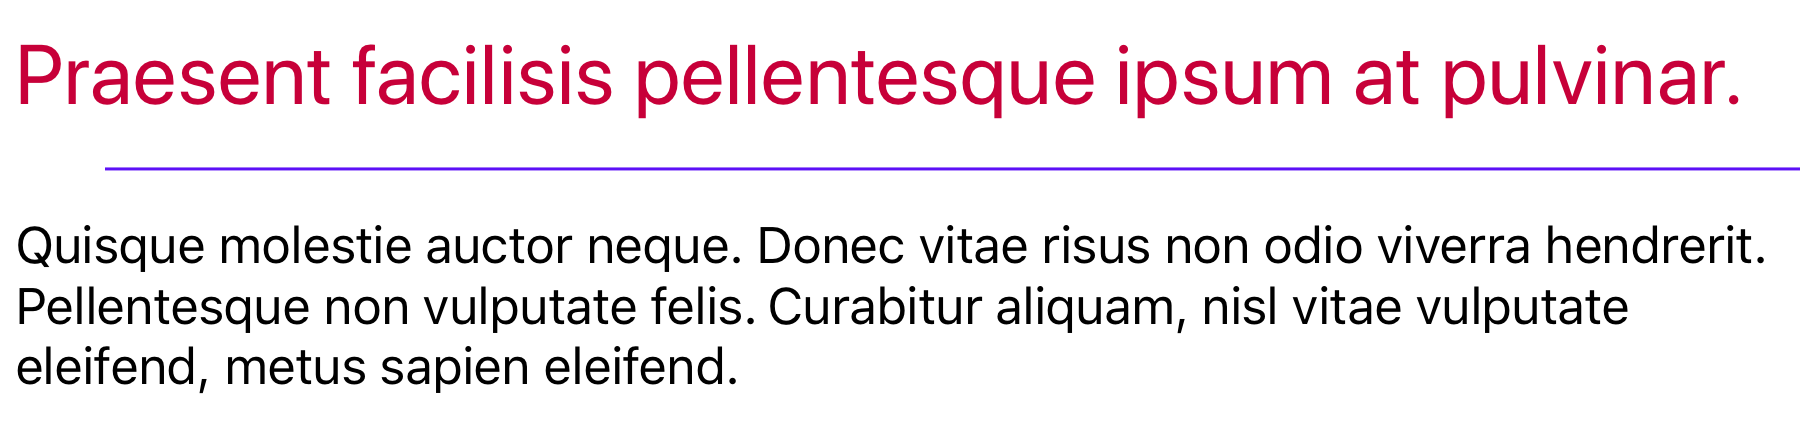 Praesent facilisis pellentesque ipsum at pulvinar.
Quisque molestie auctor neque. Donec vitae risus non odio viverra hendrerit.
Pellentesque non vulputate felis. Curabitur aliquam, nisl vitae vulputate
eleifend, metus sapien eleifend.